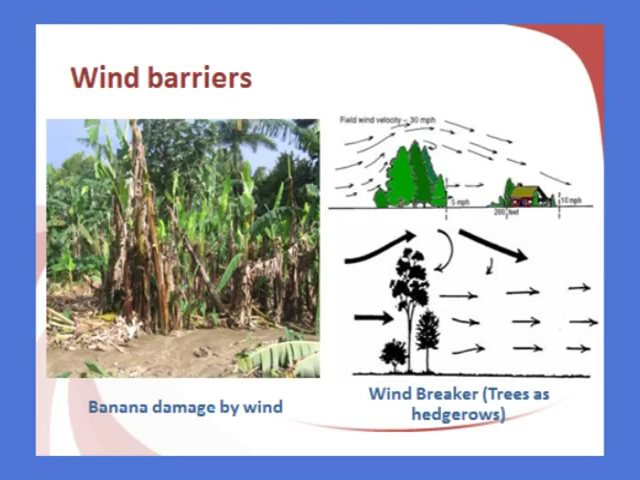 Wind barriers
Field wind velocity – 30 mph
5 mph
200 feet
10 mph
Banana damage by wind
Wind Breaker (Trees as
hedgerows)